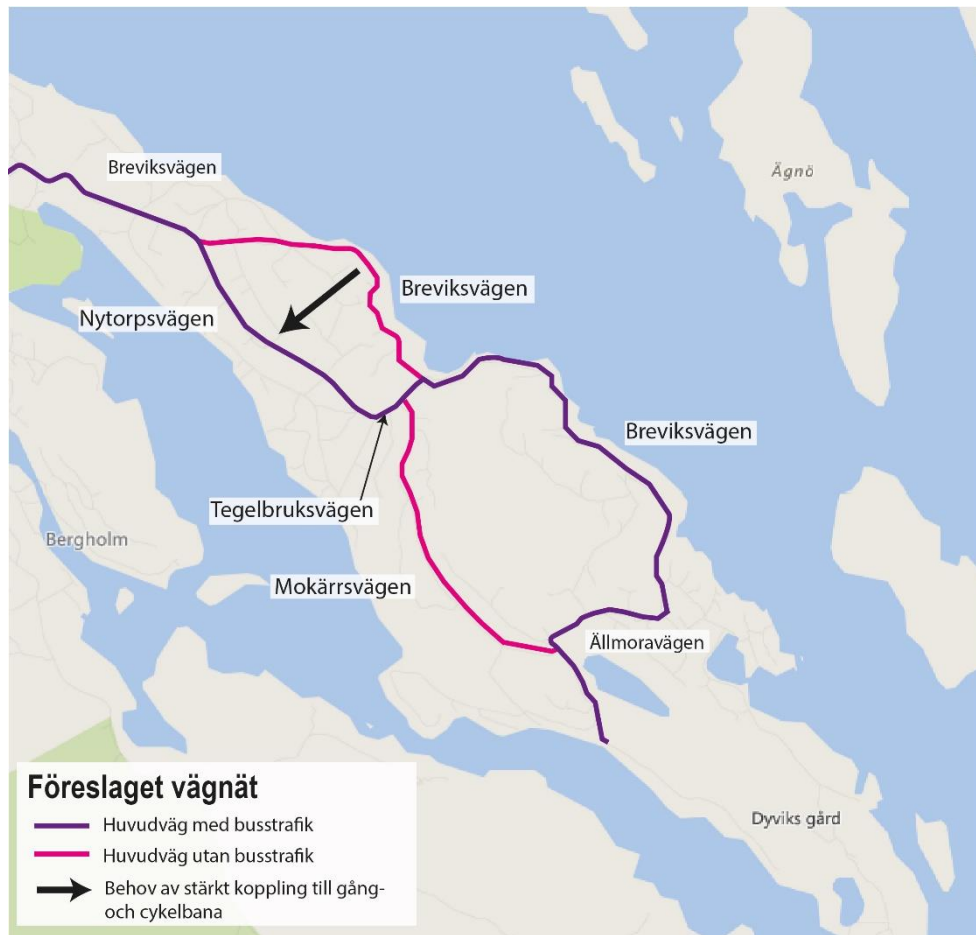 Breviksvägen
Ägnö
Breviksvägen
Nytorpsvägen
Breviksvägen
Tegelbruksvägen
Bergholm
Mokärrsvägen
Ällmoravägen
Dyviks gård
Föreslaget vägnät
Huvudväg med busstrafik
Huvudväg utan busstrafik
Behov av stärkt koppling till gång-
och cykelbana